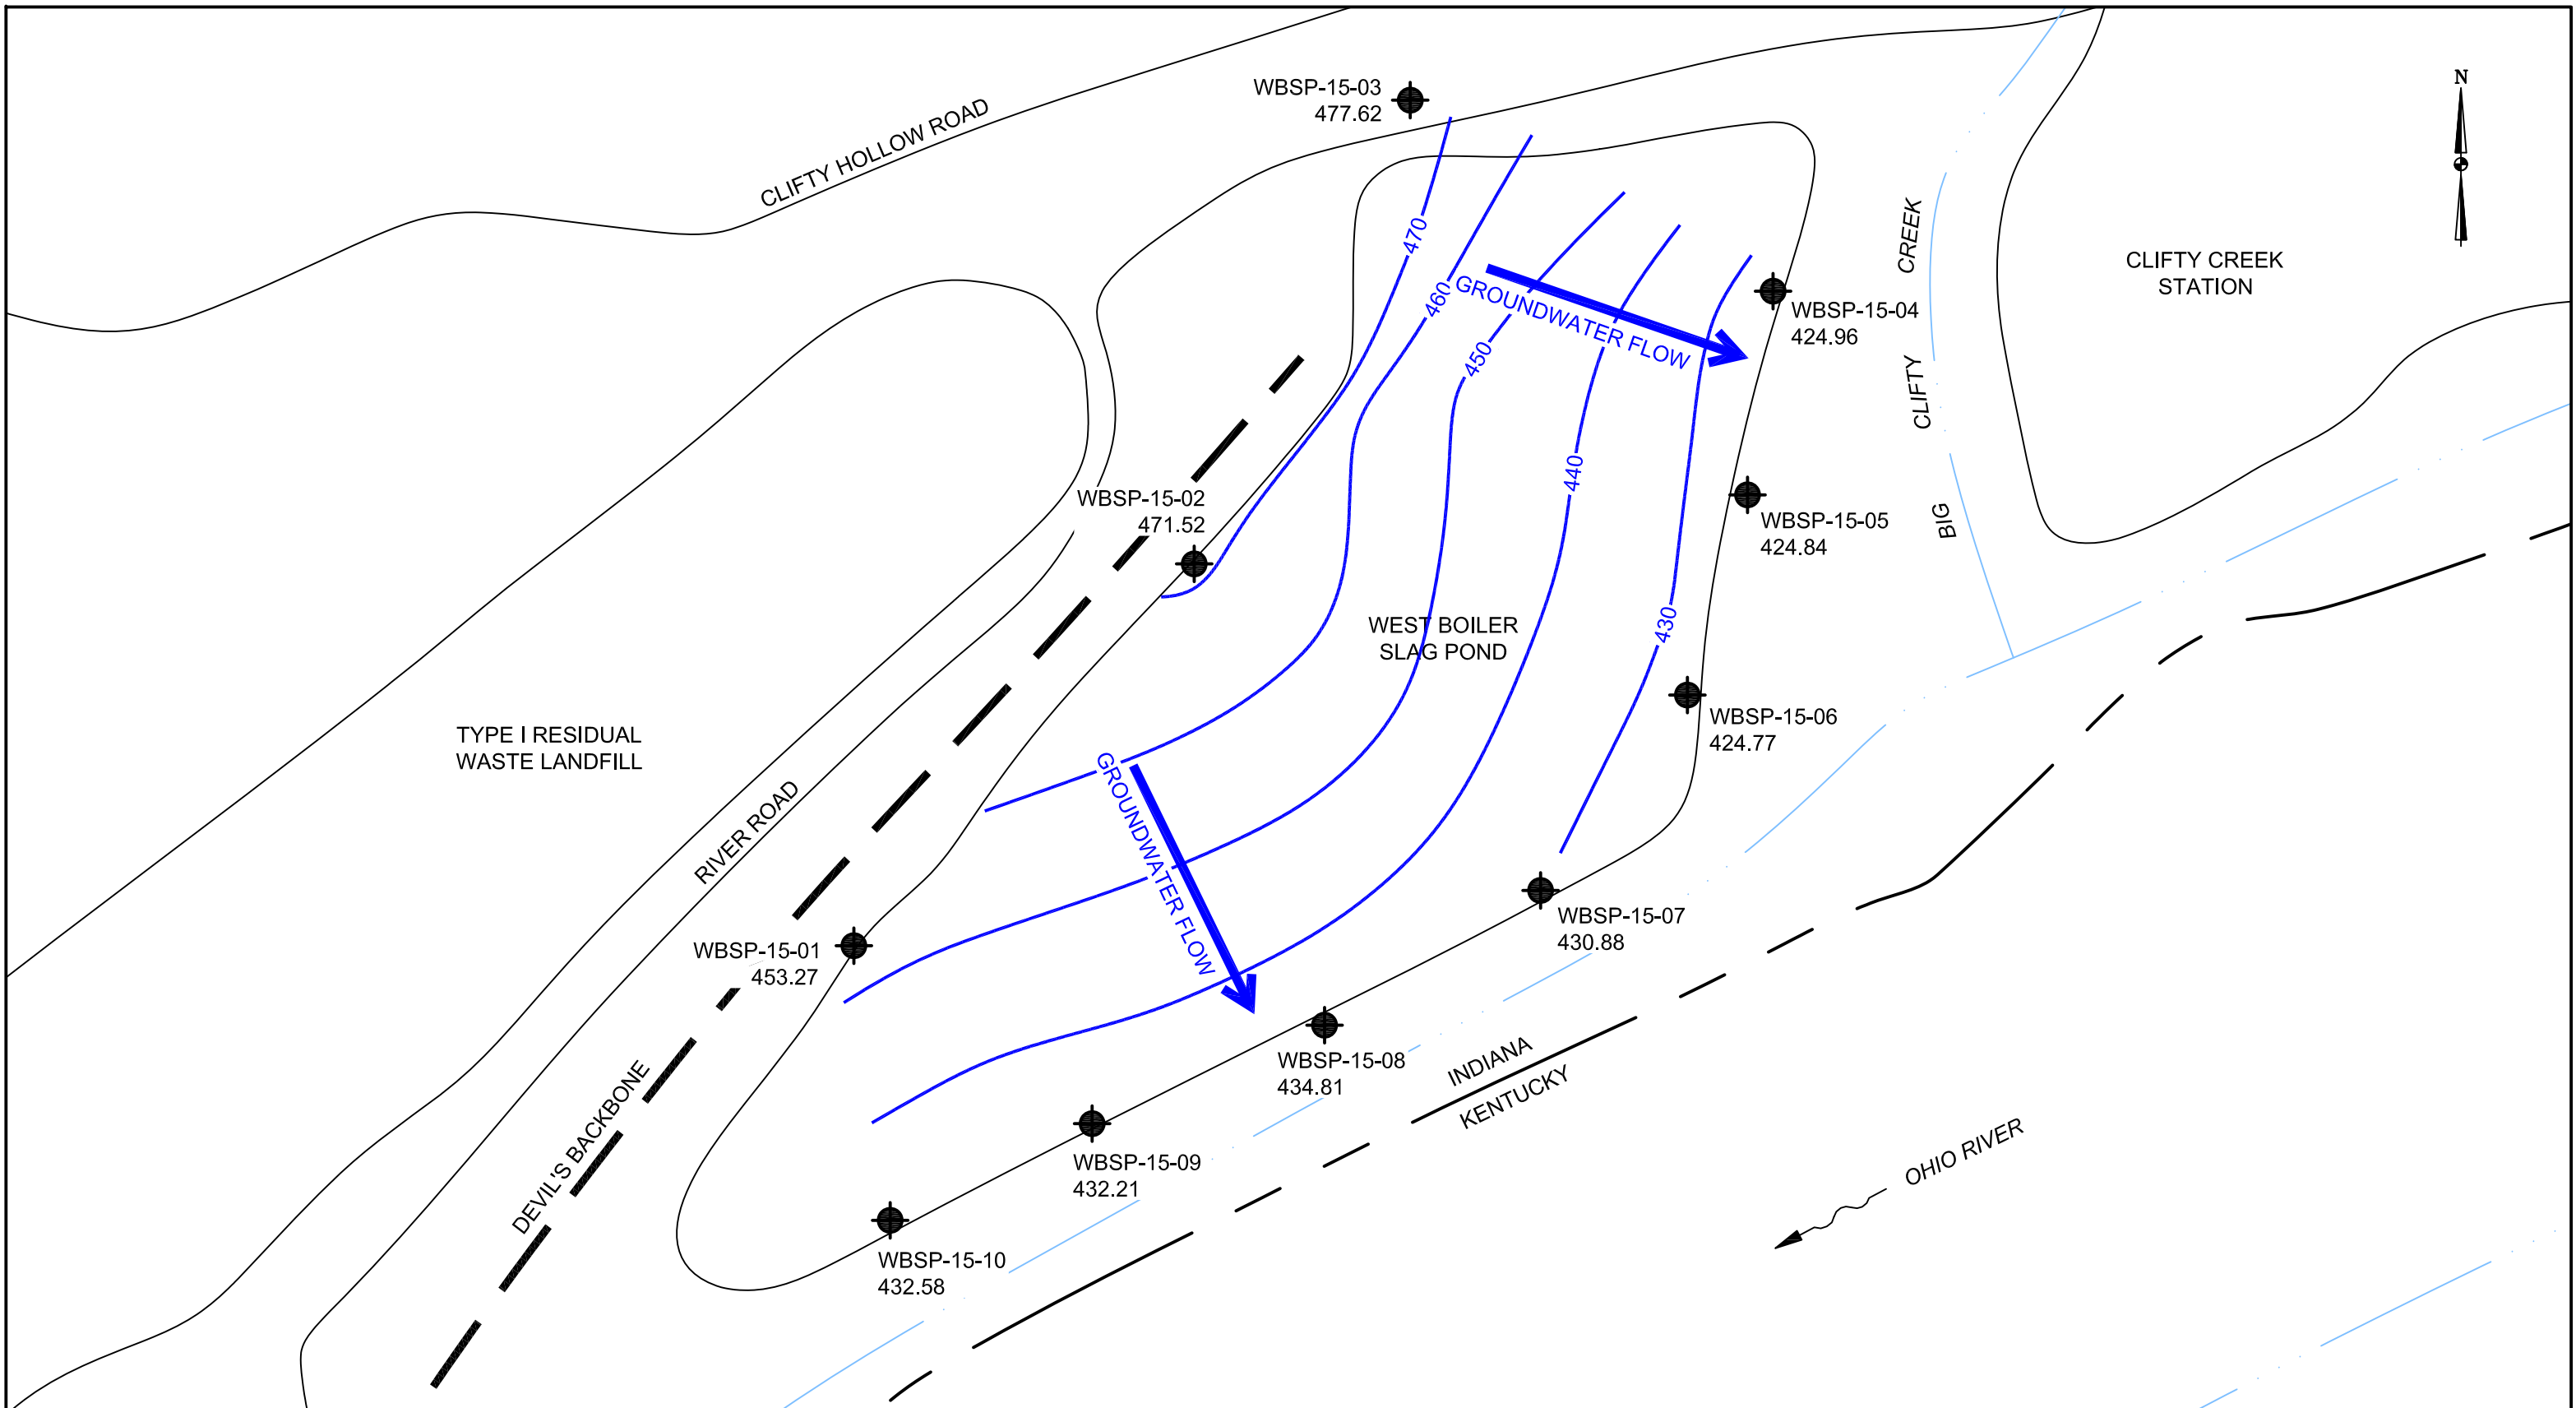 WBSP-15-03
477.62
N
CLIFTY HOLLOW ROAD
470
460
GROUNDWATER FLOW
450
440
430
WBSP-15-04
424.96
BIG CLIFTY CREEK
CLIFTY CREEK
STATION
WBSP-15-02
471.52
WBSP-15-05
424.84
WEST BOILER
SLAG POND
WBSP-15-06
424.77
TYPE I RESIDUAL
WASTE LANDFILL
RIVER ROAD
GROUNDWATER FLOW
WBSP-15-01
453.27
WBSP-15-07
430.88
WBSP-15-08
434.81
INDIANA
KENTUCKY
DEVIL'S BACKBONE
WBSP-15-09
432.21
OHIO RIVER
WBSP-15-10
432.58